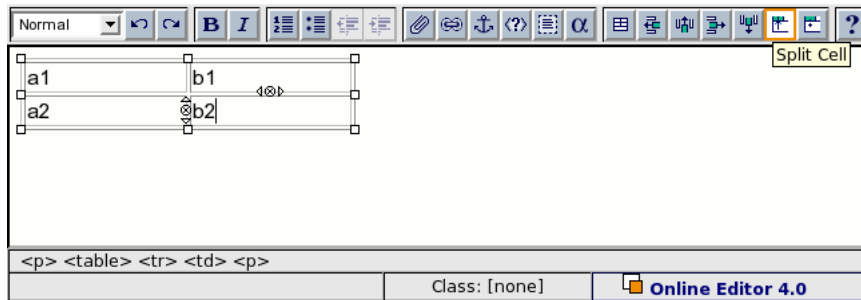 Normal B I <?> α ?
Split Cell
a1 b1
a2 b2
<p> <table> <tr> <td> <p>
Class: [none] Online Editor 4.0